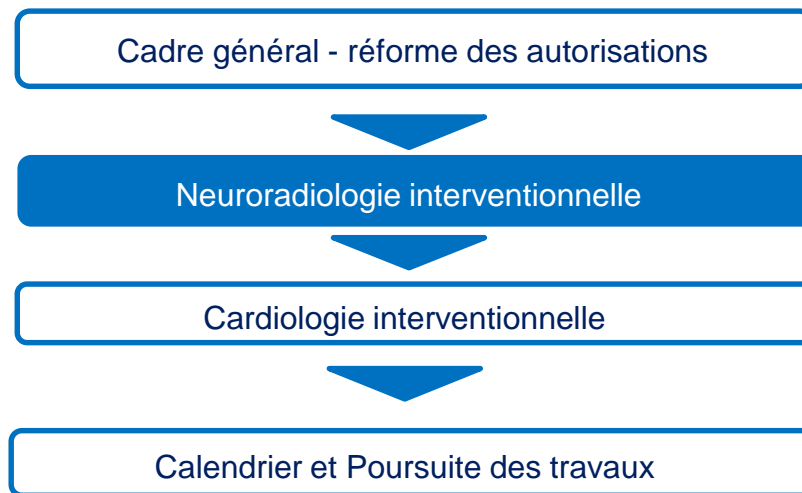 Cadre général - réforme des autorisations
Neuroradiologie interventionnelle
Cardiologie interventionnelle
Calendrier et Poursuite des travaux